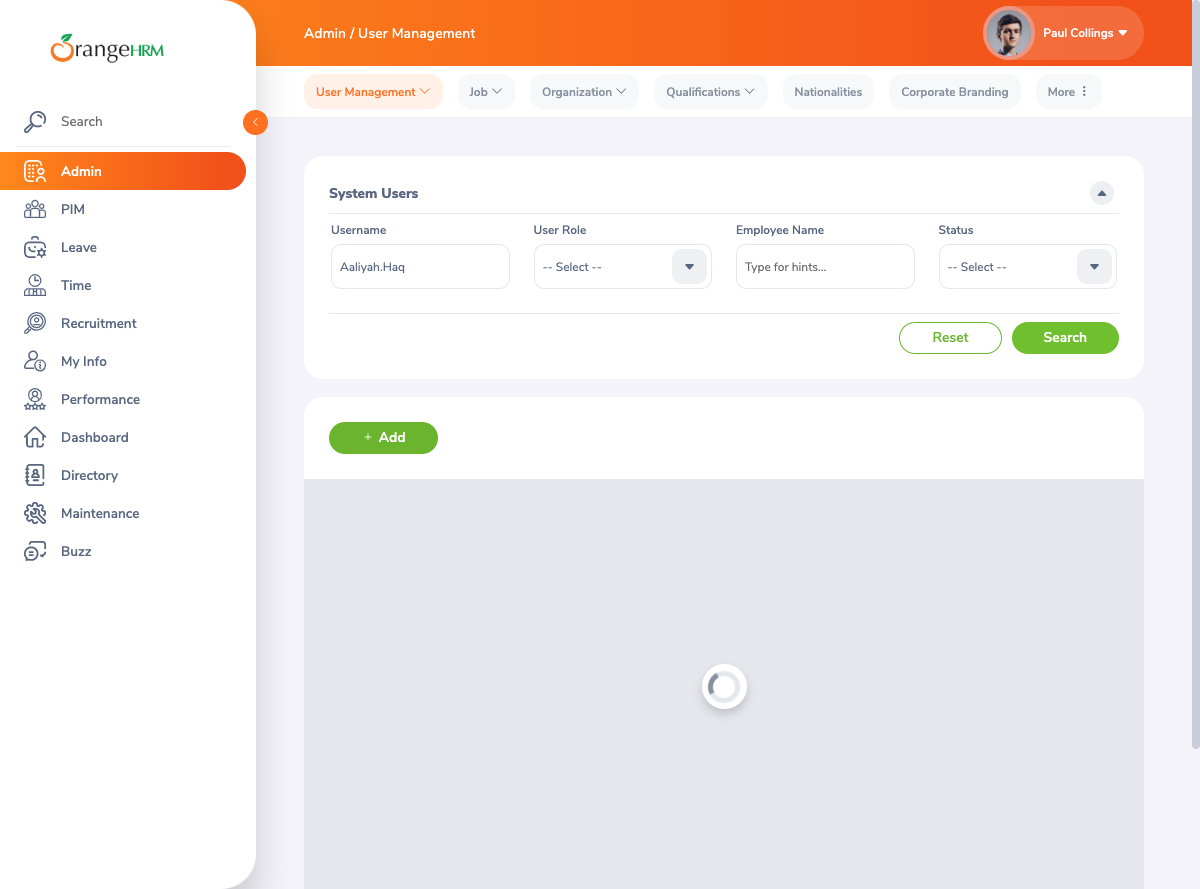 OrangeHRM
Admin / User Management
Paul Collings
User Management
Job
Organization
Qualifications
Nationalities
Corporate Branding
More
Search
Admin
PIM
Leave
Time
Recruitment
My Info
Performance
Dashboard
Directory
Maintenance
Buzz
System Users
Username
User Role
Employee Name
Status
Aaliyah.Haq
-- Select --
Type for hints...
-- Select --
Reset
Search
+ Add